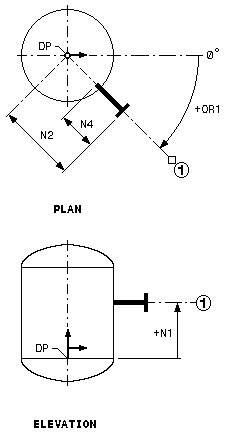 DP
0°
N2
N4
+OR1
1
PLAN
1
DP
+N1
ELEVATION